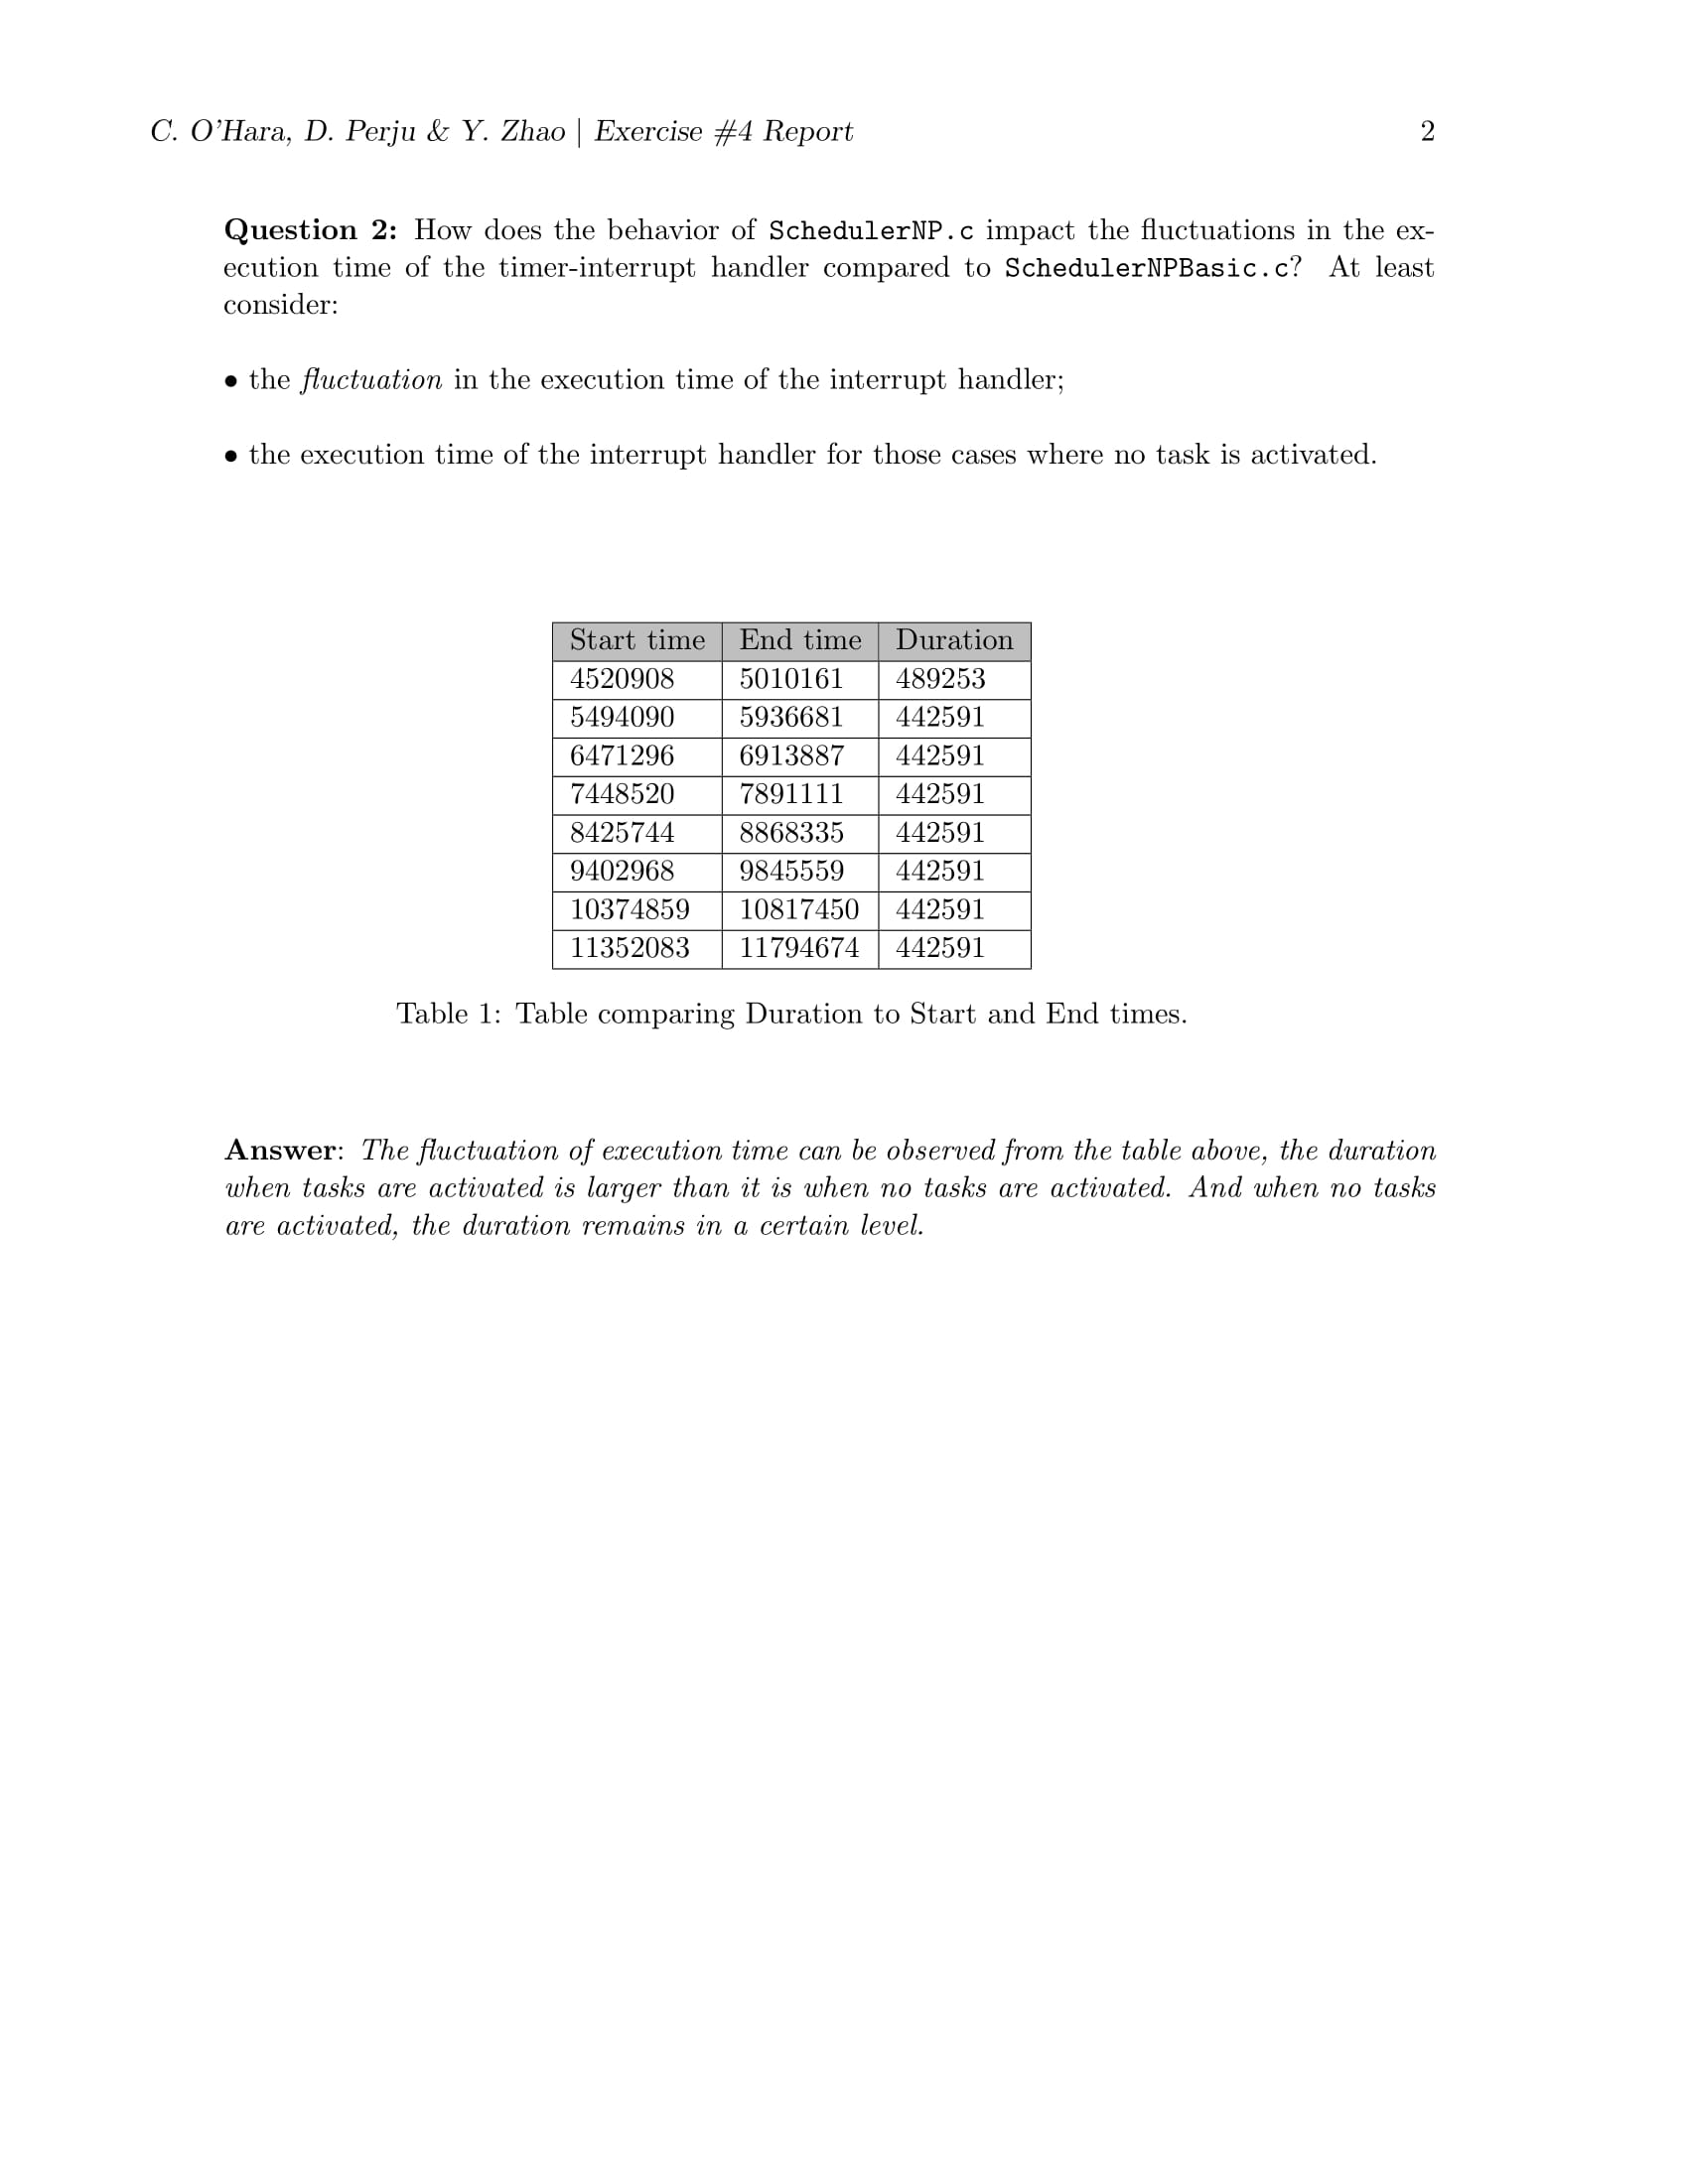 C. O'Hara, D. Perju & Y. Zhao | Exercise #4 Report 2
Question 2: How does the behavior of SchedulerNP.c impact the fluctuations in the ex-
ecution time of the timer-interrupt handler compared to SchedulerNPBasic.c? At least
consider:
• the fluctuation in the execution time of the interrupt handler;
• the execution time of the interrupt handler for those cases where no task is activated.
Start time End time Duration
4520908 5010161 489253
5494090 5936681 442591
6471296 6913887 442591
7448520 7891111 442591
8425744 8868335 442591
9402968 9845559 442591
10374859 10817450 442591
11352083 11794674 442591
Table 1: Table comparing Duration to Start and End times.
Answer: The fluctuation of execution time can be observed from the table above, the duration
when tasks are activated is larger than it is when no tasks are activated. And when no tasks
are activated, the duration remains in a certain level.